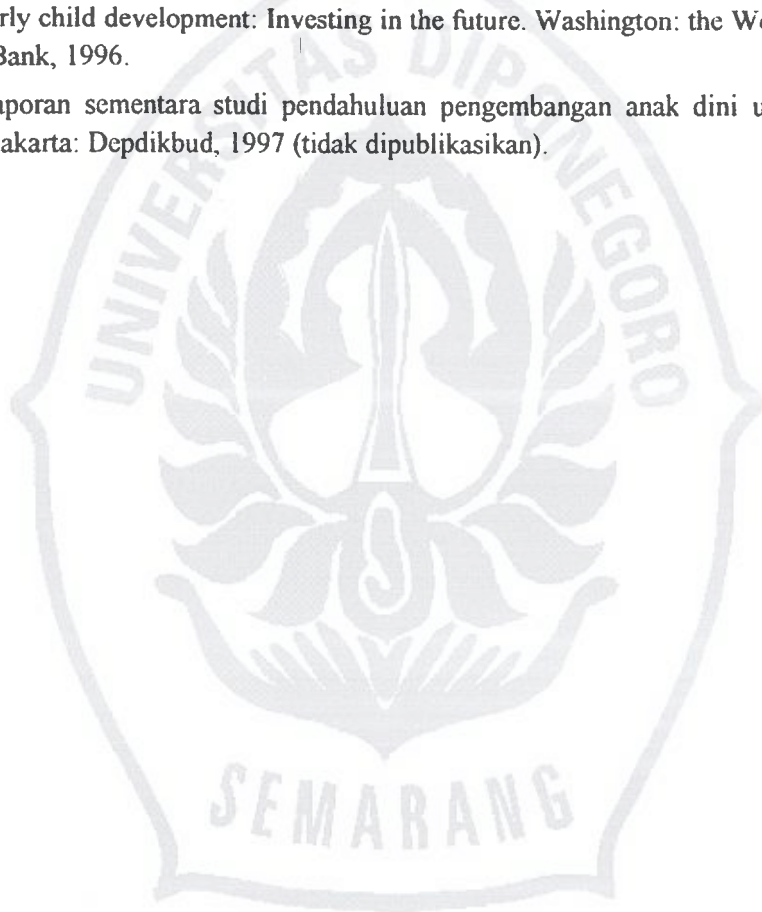 rly child development: Investing in the future. Washington: the W
Bank, 1996.
aporan sementara studi pendahuluan pengembangan anak dini u
akarta: Depdikbud, 1997 (tidak dipublikasikan).
UNIVERSITAS DIPONEGORO
SEMARANG